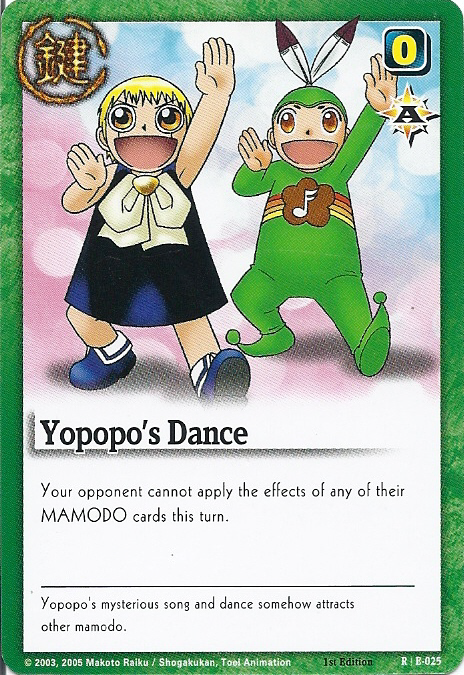 鍵
0
A
Yopopo's Dance
Your opponent cannot apply the effects of any of their
MAMODO cards this turn.
Yopopo's mysterious song and dance somehow attracts
other mamodo.
© 2003, 2005 Makoto Raiku / Shogakukan, Toei Animation 1st Edition R | E-025